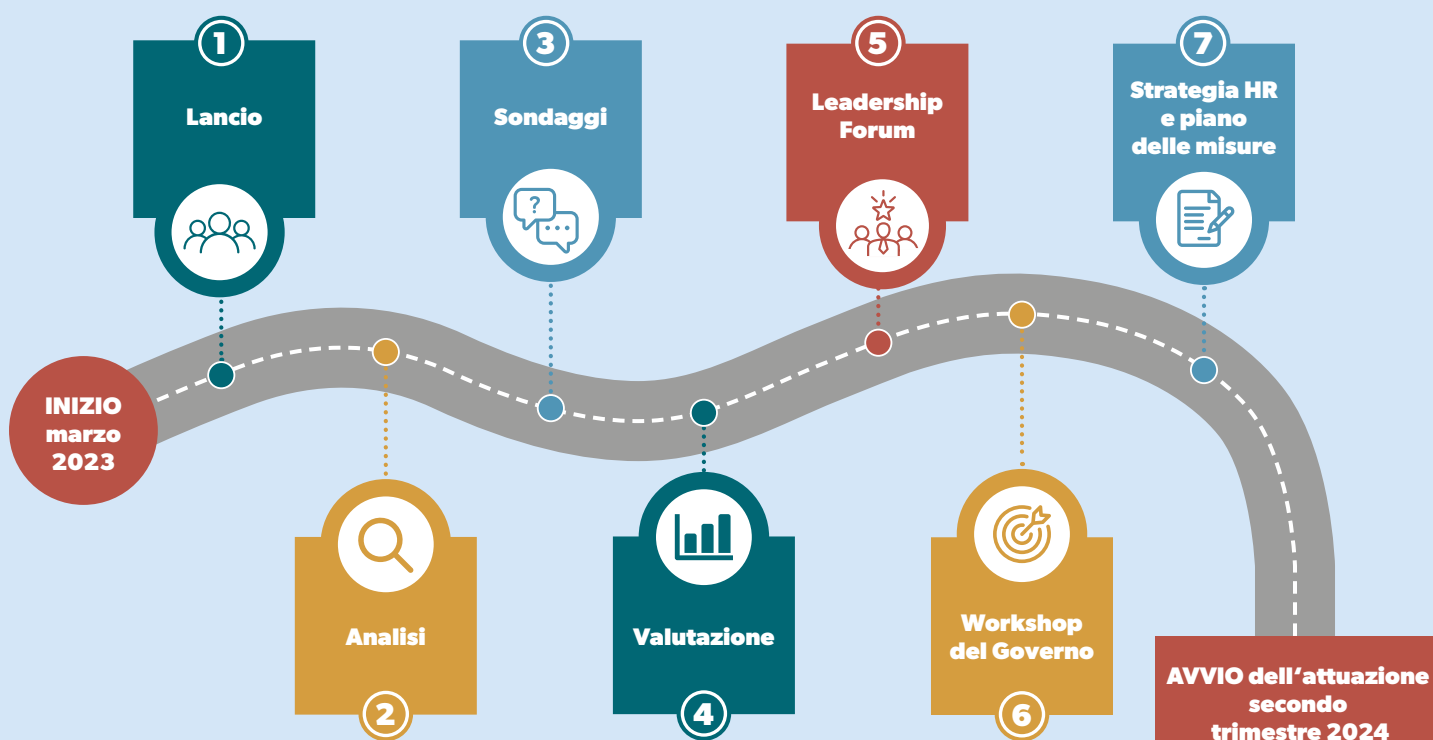 INIZIO
marzo
2023
1
Lancio
Analisi
2
3
Sondaggi
?
Valutazione
4
5
Leadership
Forum
Workshop
del Governo
6
7
Strategia HR
e piano
delle misure
AVVIO dell‘attuazione
secondo
trimestre 2024